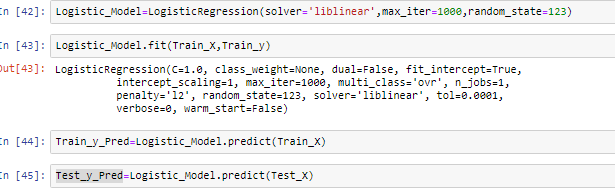 In [42]: Logistic_Model=LogisticRegression(solver='liblinear',max_iter=1000,random_state=123)
In [43]: Logistic_Model.fit(Train_X,Train_y)
Out[43]: LogisticRegression(C=1.0, class_weight=None, dual=False, fit_intercept=True,
intercept_scaling=1, max_iter=1000, multi_class='ovr', n_jobs=1,
penalty='l2', random_state=123, solver='liblinear', tol=0.0001,
verbose=0, warm_start=False)
In [44]: Train_y_Pred=Logistic_Model.predict(Train_X)
In [45]: Test_y_Pred=Logistic_Model.predict(Test_X)